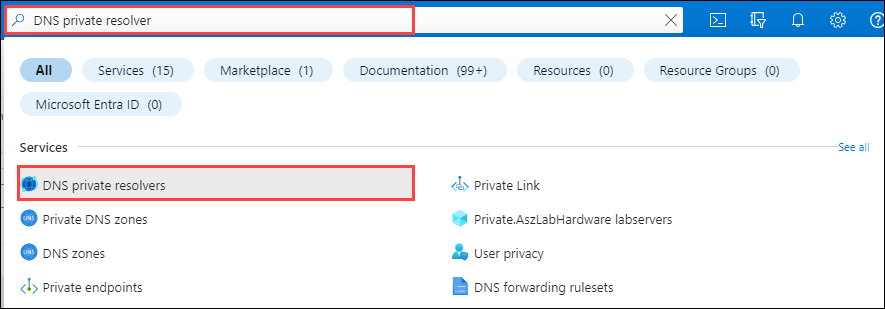 DNS private resolver
All
Services (15)
Marketplace (1)
Documentation (99+)
Resources (0)
Resource Groups (0)
Microsoft Entra ID (0)
Services
See all
DNS private resolvers
Private Link
Private DNS zones
Private.AszLabHardware labservers
DNS zones
User privacy
Private endpoints
DNS forwarding rulesets